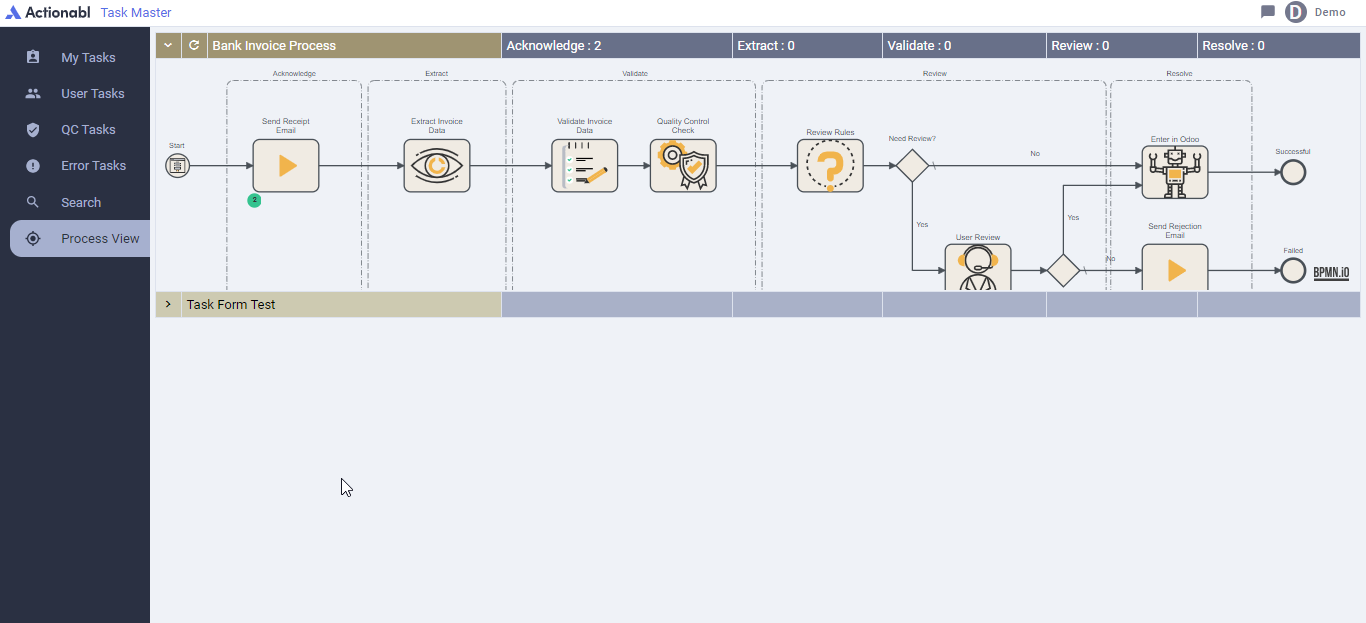 Actionabl Task Master
D Demo
My Tasks
User Tasks
QC Tasks
Error Tasks
Search
Process View
Bank Invoice Process
Acknowledge : 2
Extract : 0
Validate : 0
Review : 0
Resolve : 0
Acknowledge
Extract
Validate
Review
Resolve
Start
Send Receipt
Email
2
Extract Invoice
Data
Validate Invoice
Data
Quality Control
Check
Review Rules
Need Review?
No
Yes
User Review
Yes
No
Enter in Odoo
Successful
Send Rejection
Email
Failed
BPMN.iO
Task Form Test